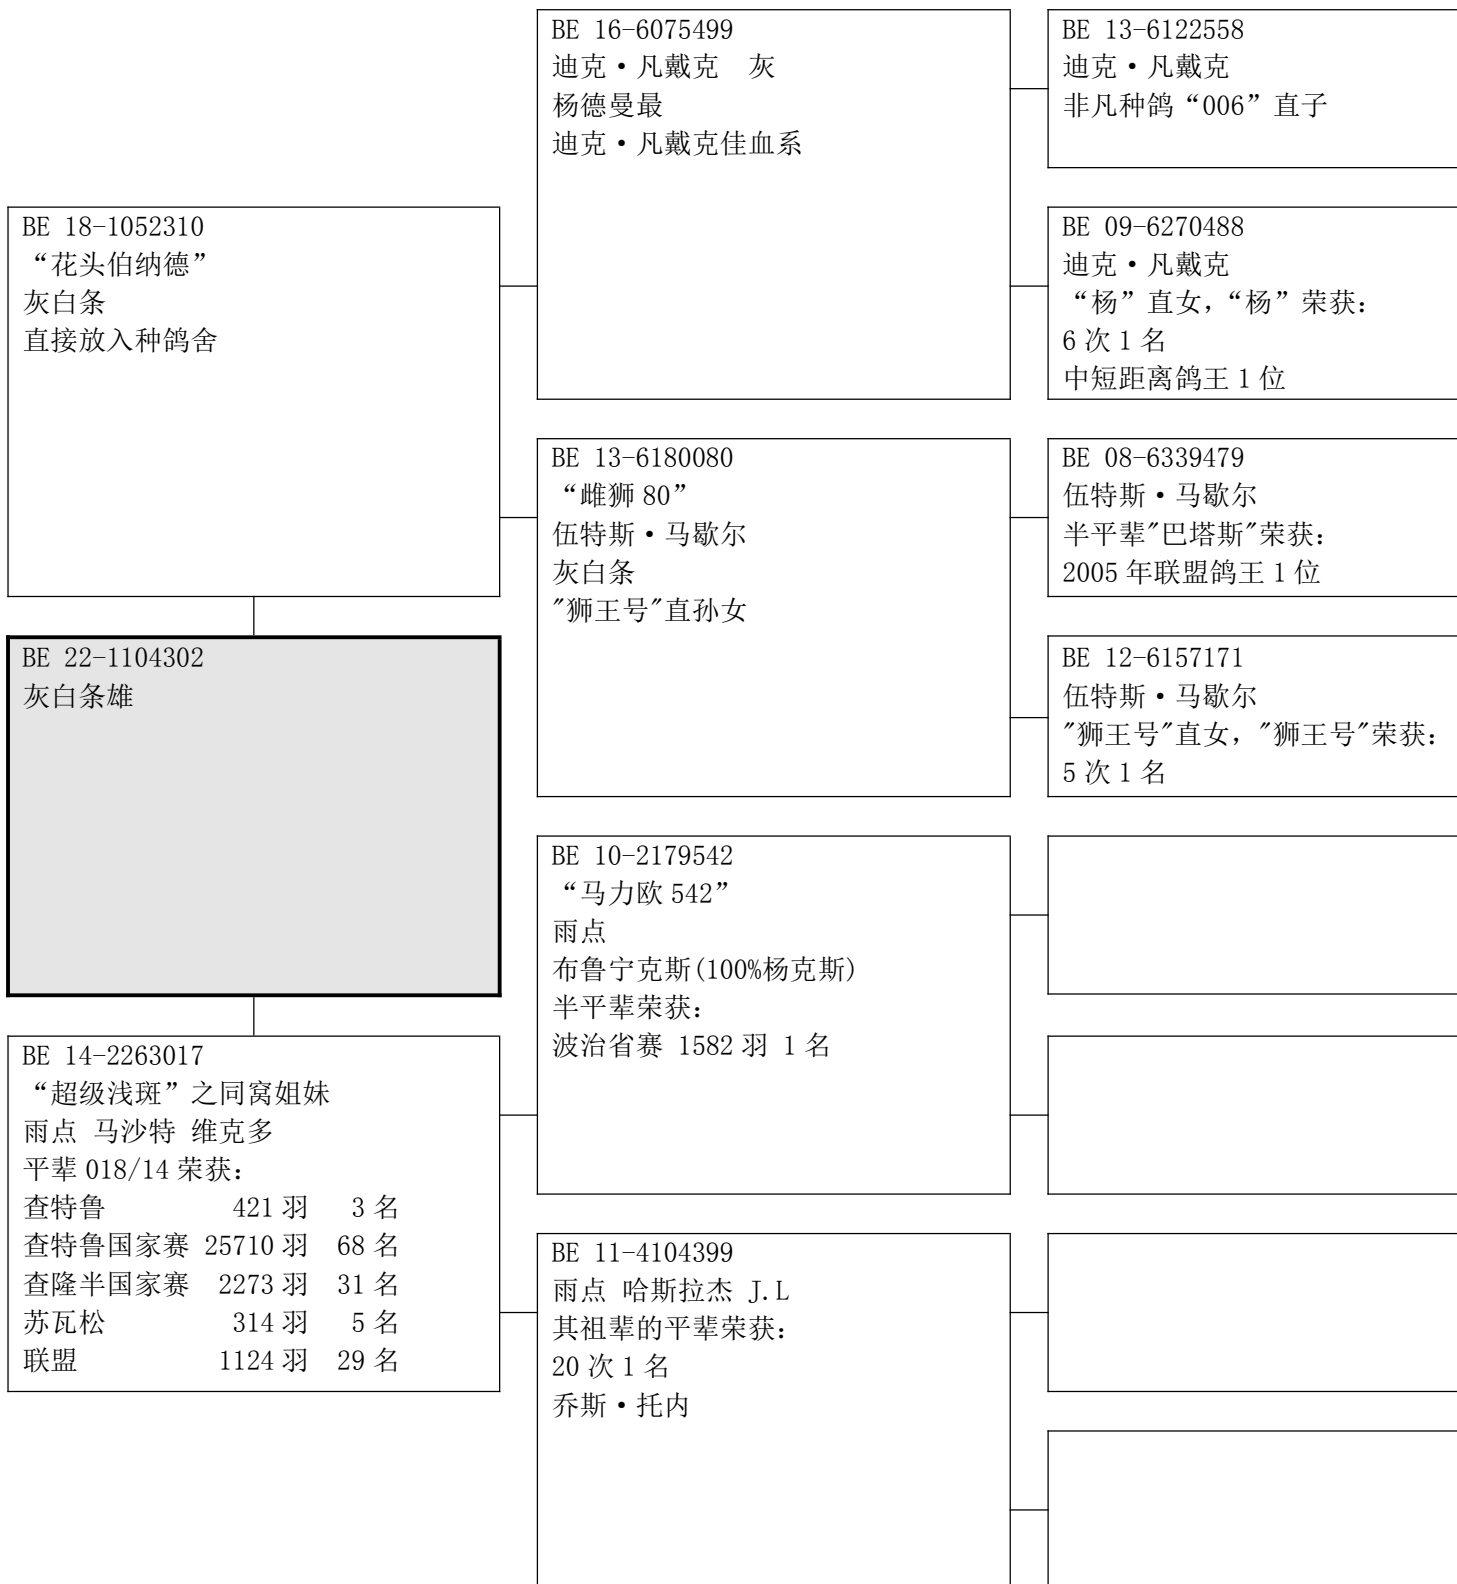 BE 16-6075499
迪克·凡戴克　灰
杨德曼最
迪克·凡戴克佳血系
BE 13-6122558
迪克·凡戴克
非凡种鸽“006”直子
BE 18-1052310
“花头伯纳德”
灰白条
直接放入种鸽舍
BE 09-6270488
迪克·凡戴克
“杨”直女，“杨”荣获：
6 次 1 名
中短距离鸽王 1 位
BE 13-6180080
“雌狮 80”
伍特斯·马歇尔
灰白条
"狮王号"直孙女
BE 08-6339479
伍特斯·马歇尔
半平辈"巴塔斯"荣获：
2005 年联盟鸽王 1 位
BE 22-1104302
灰白条雄
BE 12-6157171
伍特斯·马歇尔
"狮王号"直女，"狮王号"荣获：
5 次 1 名
BE 10-2179542
“马力欧 542”
雨点
布鲁宁克斯(100%杨克斯)
半平辈荣获：
波治省赛 1582 羽 1 名
BE 14-2263017
“超级浅斑”之同窝姐妹
雨点 马沙特 维克多
平辈 018/14 荣获：
查特鲁 421 羽 3 名
查特鲁国家赛 25710 羽 68 名
查隆半国家赛 2273 羽 31 名
苏瓦松 314 羽 5 名
联盟 1124 羽 29 名
BE 11-4104399
雨点 哈斯拉杰 J.L
其祖辈的平辈荣获：
20 次 1 名
乔斯·托内